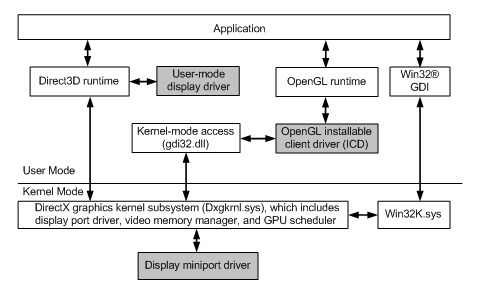 Application
Direct3D runtime
User-mode
display driver
OpenGL runtime
Win32®
GDI
Kernel-mode access
(gdi32.dll)
OpenGL installable
client driver (ICD)
User Mode
Kernel Mode
DirectX graphics kernel subsystem (Dxgkrnl.sys), which includes
display port driver, video memory manager, and GPU scheduler
Win32K.sys
Display miniport driver